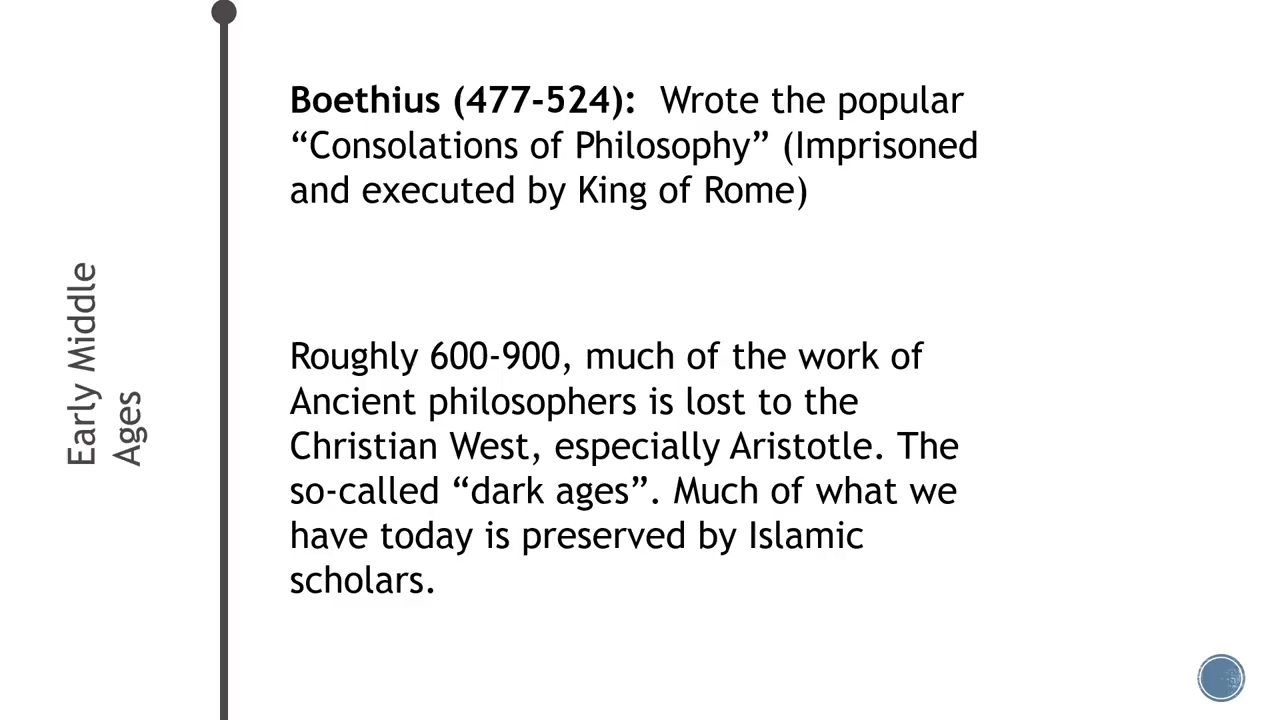 Early Middle
Ages
Boethius (477-524): Wrote the popular
“Consolations of Philosophy” (Imprisoned
and executed by King of Rome)
Roughly 600-900, much of the work of
Ancient philosophers is lost to the
Christian West, especially Aristotle. The
so-called “dark ages”. Much of what we
have today is preserved by Islamic
scholars.